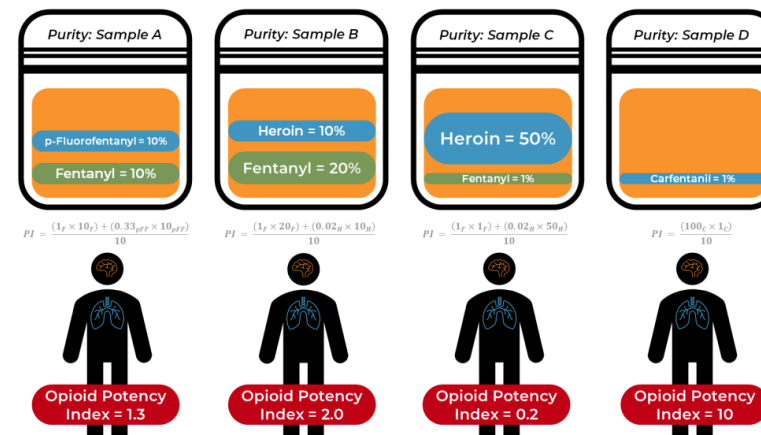 Purity: Sample A
Purity: Sample B
Purity: Sample C
Purity: Sample D
p-Fluorofentanyl = 10%
Fentanyl = 10%
Heroin = 10%
Fentanyl = 20%
Heroin = 50%
Fentanyl = 1%
Carfentanil = 1%
PI = (1F × 10F) + (0.33pFF × 10pFF) / 10
PI = (1F × 20F) + (0.02H × 10H) / 10
PI = (1F × 1F) + (0.02H × 50H) / 10
PI = (100C × 1C) / 10
Opioid Potency
Index = 1.3
Opioid Potency
Index = 2.0
Opioid Potency
Index = 0.2
Opioid Potency
Index = 10